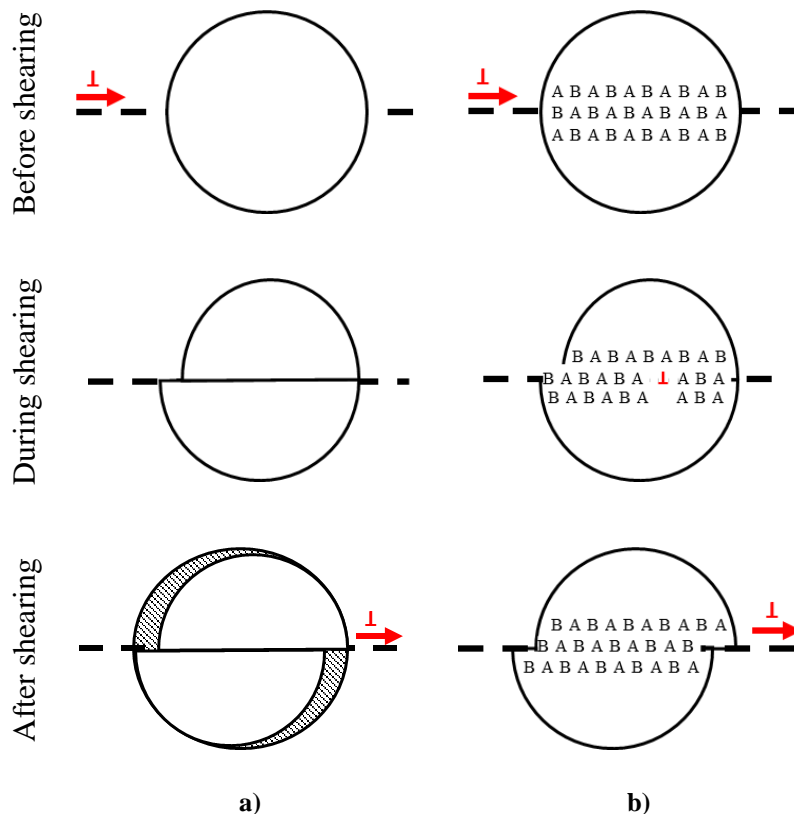 Before shearing
⊥
⊥
A B A B A B A B A B
B A B A B A B A B A
A B A B A B A B A B
During shearing
B A B A B A B A B
B A B A B A ⊥ A B A
B A B A B A A B A
After shearing
⊥
⊥
B A B A B A B A B A
B A B A B A B A B
B A B A B A B A B A
a)
b)